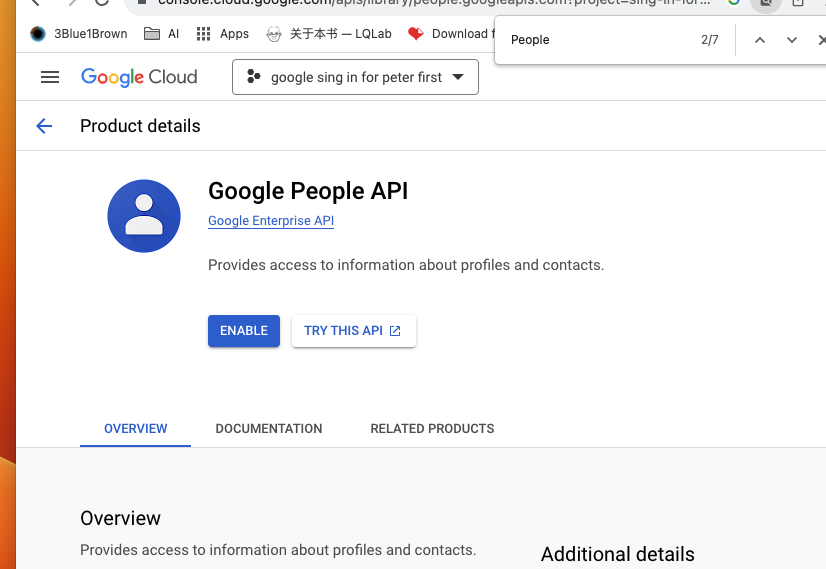 console.cloud.google.com/apis/library/people.googleapis.com?project=sing-in-for...
3Blue1Brown AI Apps 关于本书 — LQLab Download f
People 2/7
Google Cloud google sing in for peter first
Product details
Google People API
Google Enterprise API
Provides access to information about profiles and contacts.
ENABLE TRY THIS API
OVERVIEW DOCUMENTATION RELATED PRODUCTS
Overview
Provides access to information about profiles and contacts.
Additional details